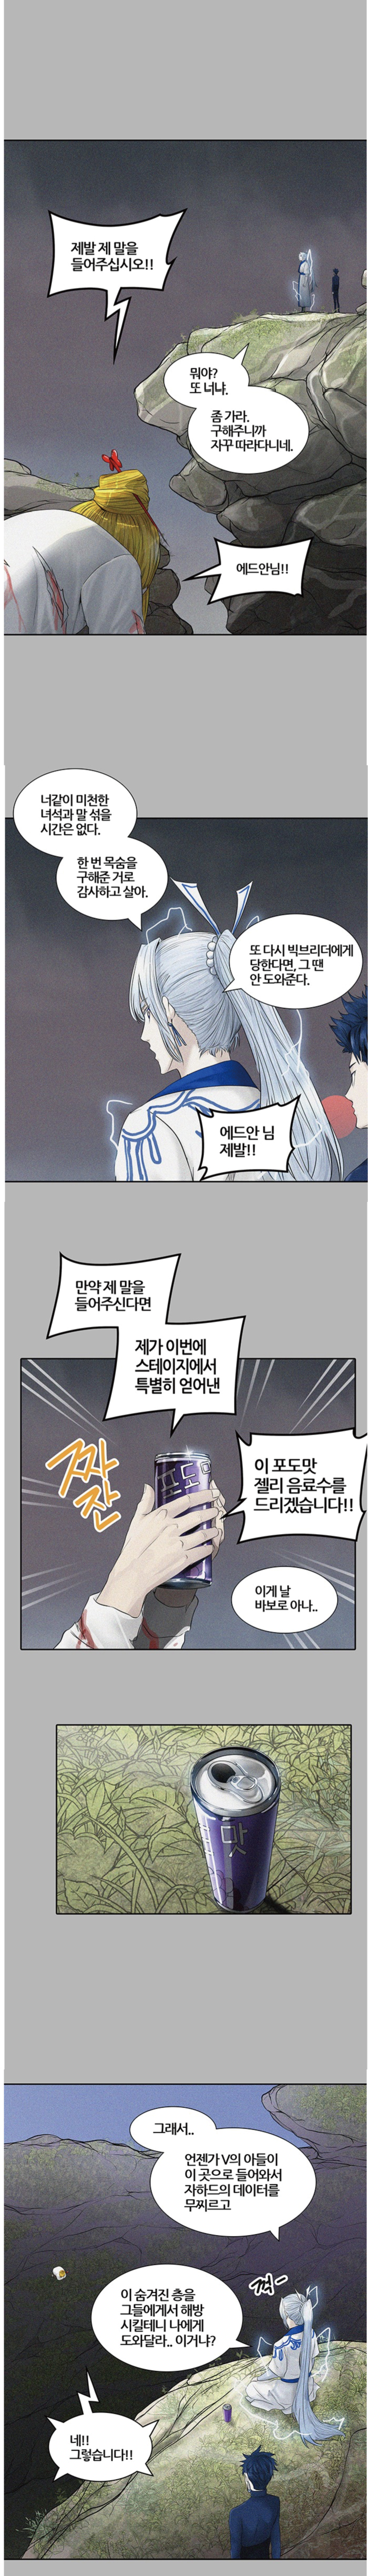 제발 제 말을
들어주십시오!!
뭐야?
또 너냐.
좀 가라.
구해주니까
자꾸 따라다니네.
에드안님!!
너같이 미천한
녀석과 말 섞을
시간은 없다.
한 번 목숨을
구해준 거로
감사하고 살아.
또 다시 빅브리더에게
당한다면, 그 땐
안 도와준다.
에드안 님
제발!!
만약 제 말을
들어주신다면
제가 이번에
스테이지에서
특별히 얻어낸
짜
잔
포도맛
이 포도맛
젤리 음료수를
드리겠습니다!!
이게 날
바보로 아나..
맛
그래서..
언젠가 V의 아들이
이 곳으로 들어와서
자하드의 데이터를
무찌르고
꺽-
이 숨겨진 층을
그들에게서 해방
시킬테니 나에게
도와달라.. 이거냐?
네!!
그렇습니다!!